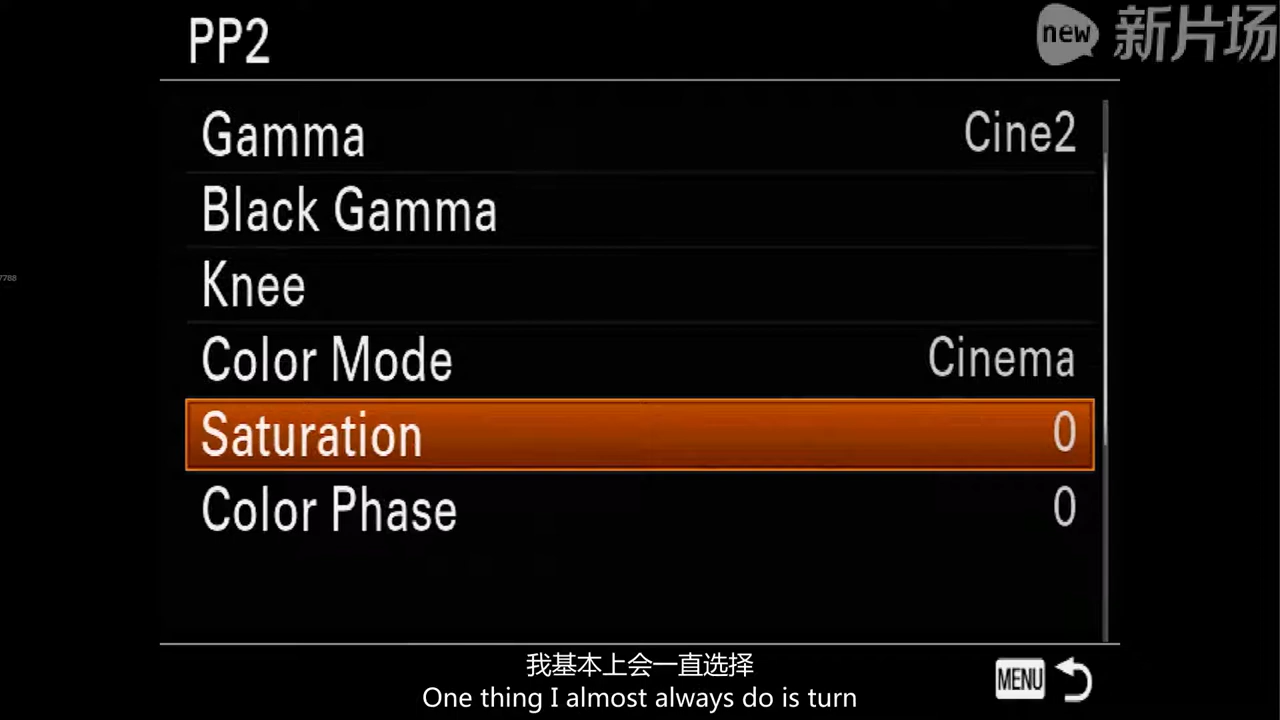 PP2
new 新片场
Gamma Cine2
Black Gamma
7788
Knee
Color Mode Cinema
Saturation 0
Color Phase 0
我基本上会一直选择
One thing I almost always do is turn
MENU